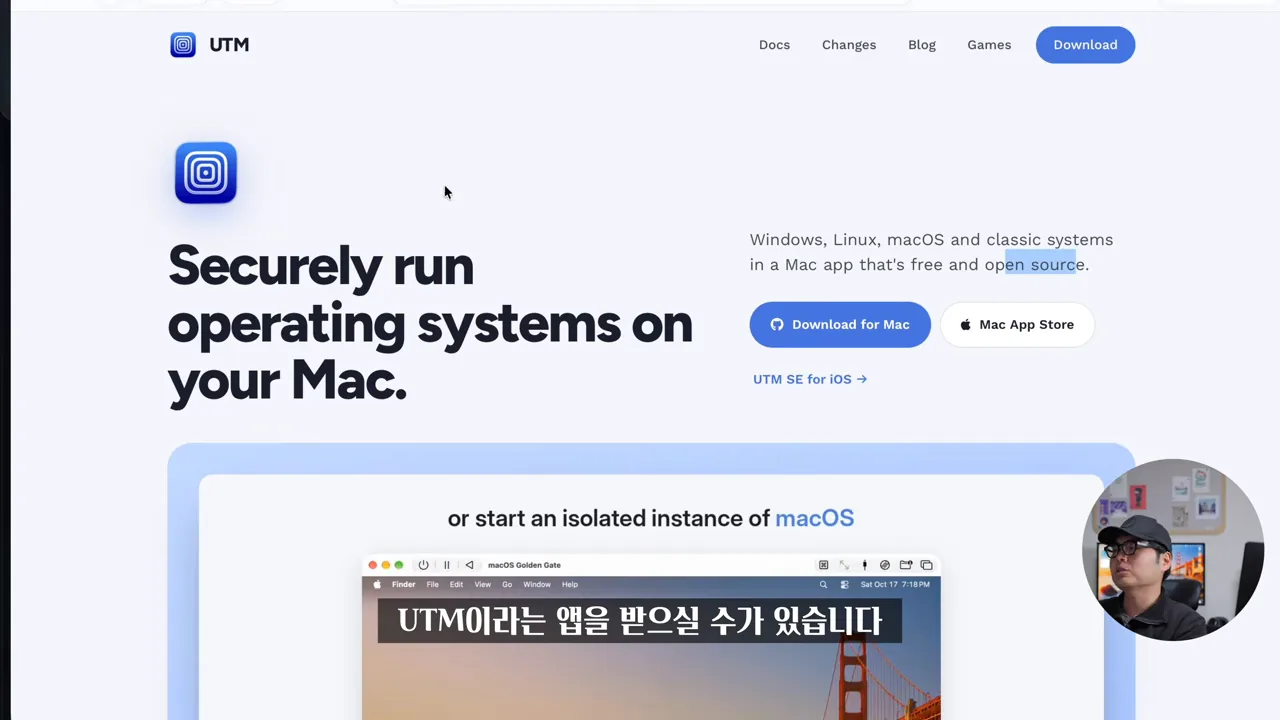 UTM
Docs
Changes
Blog
Games
Download
Securely run
operating systems on
your Mac.
Windows, Linux, macOS and classic systems
in a Mac app that's free and open source.
Download for Mac
Mac App Store
UTM SE for iOS →
or start an isolated instance of macOS
macOS Golden Gate
Finder File Edit View Go Window Help
Sat Oct 17 7:18 PM
UTM이라는 앱을 받으실 수가 있습니다